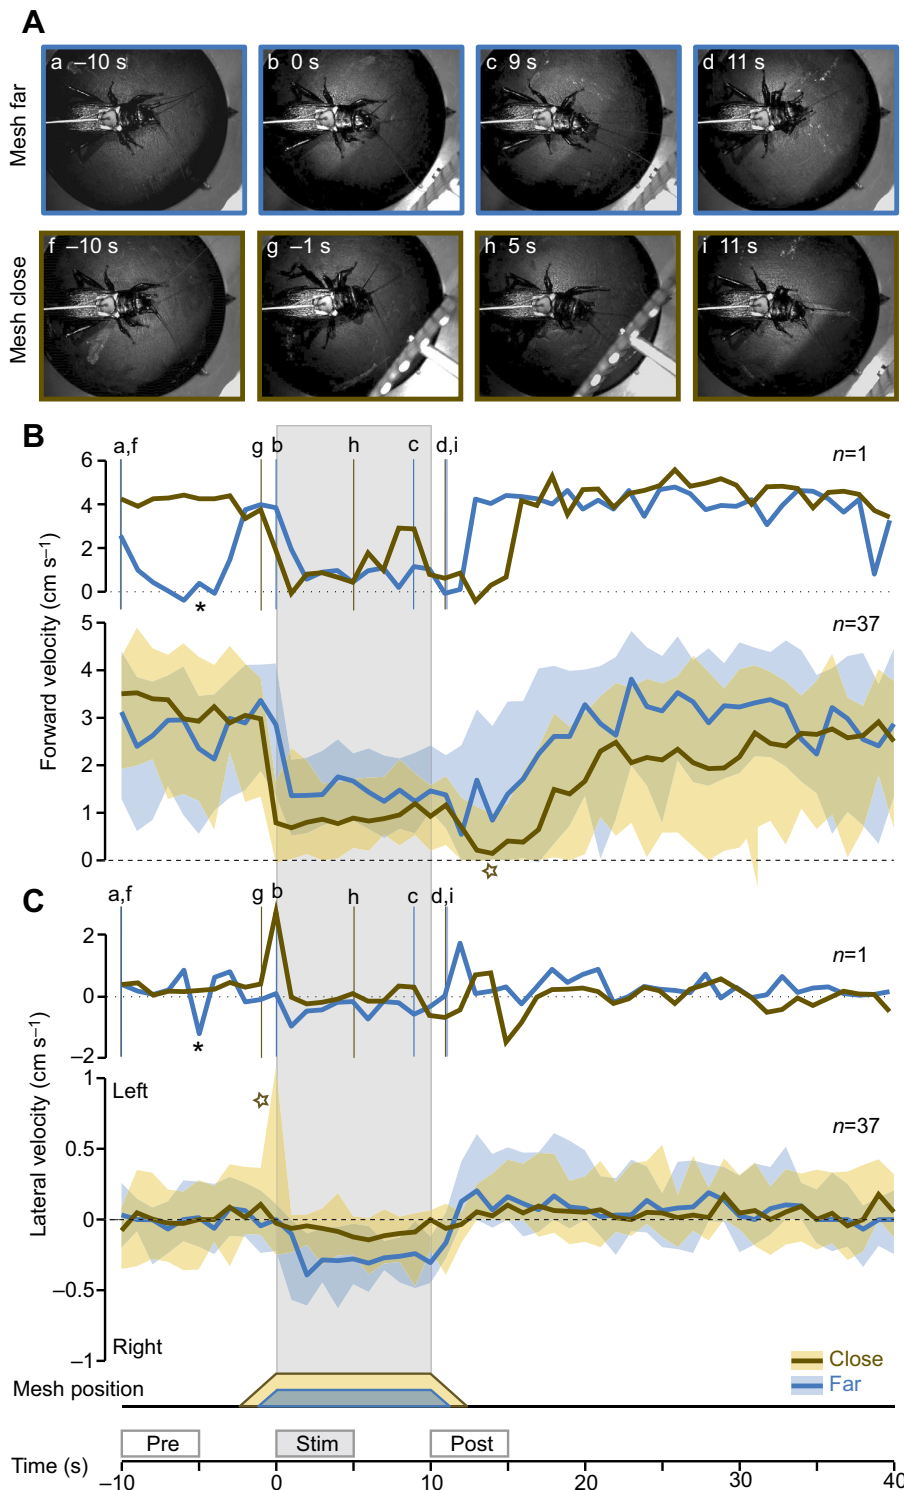 A
Mesh far
a –10 s
b 0 s
c 9 s
d 11 s
Mesh close
f –10 s
g –1 s
h 5 s
i 11 s
B
a,f
g
b
h
c
d,i
n=1
6
4
2
0
*
Forward velocity (cm s–1)
5
4
3
2
1
0
n=37
C
a,f
g
b
h
c
d,i
n=1
2
0
–2
*
Lateral velocity (cm s–1)
1
0.5
0
–0.5
–1
Left
n=37
Right
Close
Far
Mesh position
Pre
Stim
Post
Time (s)
–10
0
10
20
30
40